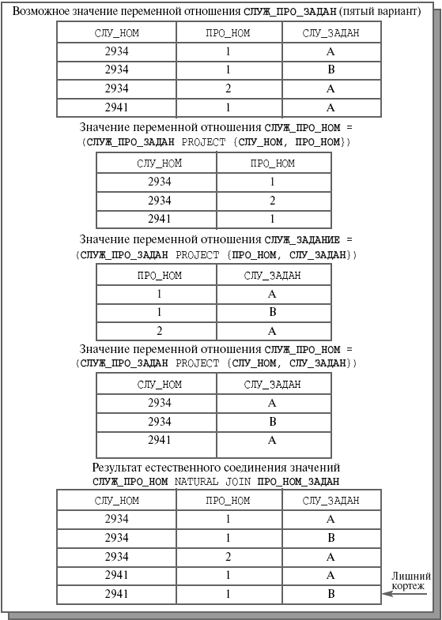 Возможное значение переменной отношения СЛУЖ_ПРО_ЗАДАН (пятый вариант)
СЛУ_НОМ ПРО_НОМ СЛУ_ЗАДАН
2934 1 A
2934 1 B
2934 2 A
2941 1 A
Значение переменной отношения СЛУЖ_ПРО_НОМ =
(СЛУЖ_ПРО_ЗАДАН PROJECT {СЛУ_НОМ, ПРО_НОМ})
СЛУ_НОМ ПРО_НОМ
2934 1
2934 2
2941 1
Значение переменной отношения СЛУЖ_ЗАДАНИЕ =
(СЛУЖ_ПРО_ЗАДАН PROJECT {ПРО_НОМ, СЛУ_ЗАДАН})
ПРО_НОМ СЛУ_ЗАДАН
1 A
1 B
2 A
Значение переменной отношения СЛУЖ_ПРО_НОМ =
(СЛУЖ_ПРО_ЗАДАН PROJECT {СЛУ_НОМ, СЛУ_ЗАДАН})
СЛУ_НОМ СЛУ_ЗАДАН
2934 A
2934 B
2941 A
Результат естественного соединения значений
СЛУЖ_ПРО_НОМ NATURAL JOIN ПРО_НОМ_ЗАДАН
СЛУ_НОМ ПРО_НОМ СЛУ_ЗАДАН
2934 1 A
2934 1 B
2934 2 A
2941 1 A
2941 1 B
Лишний
кортеж